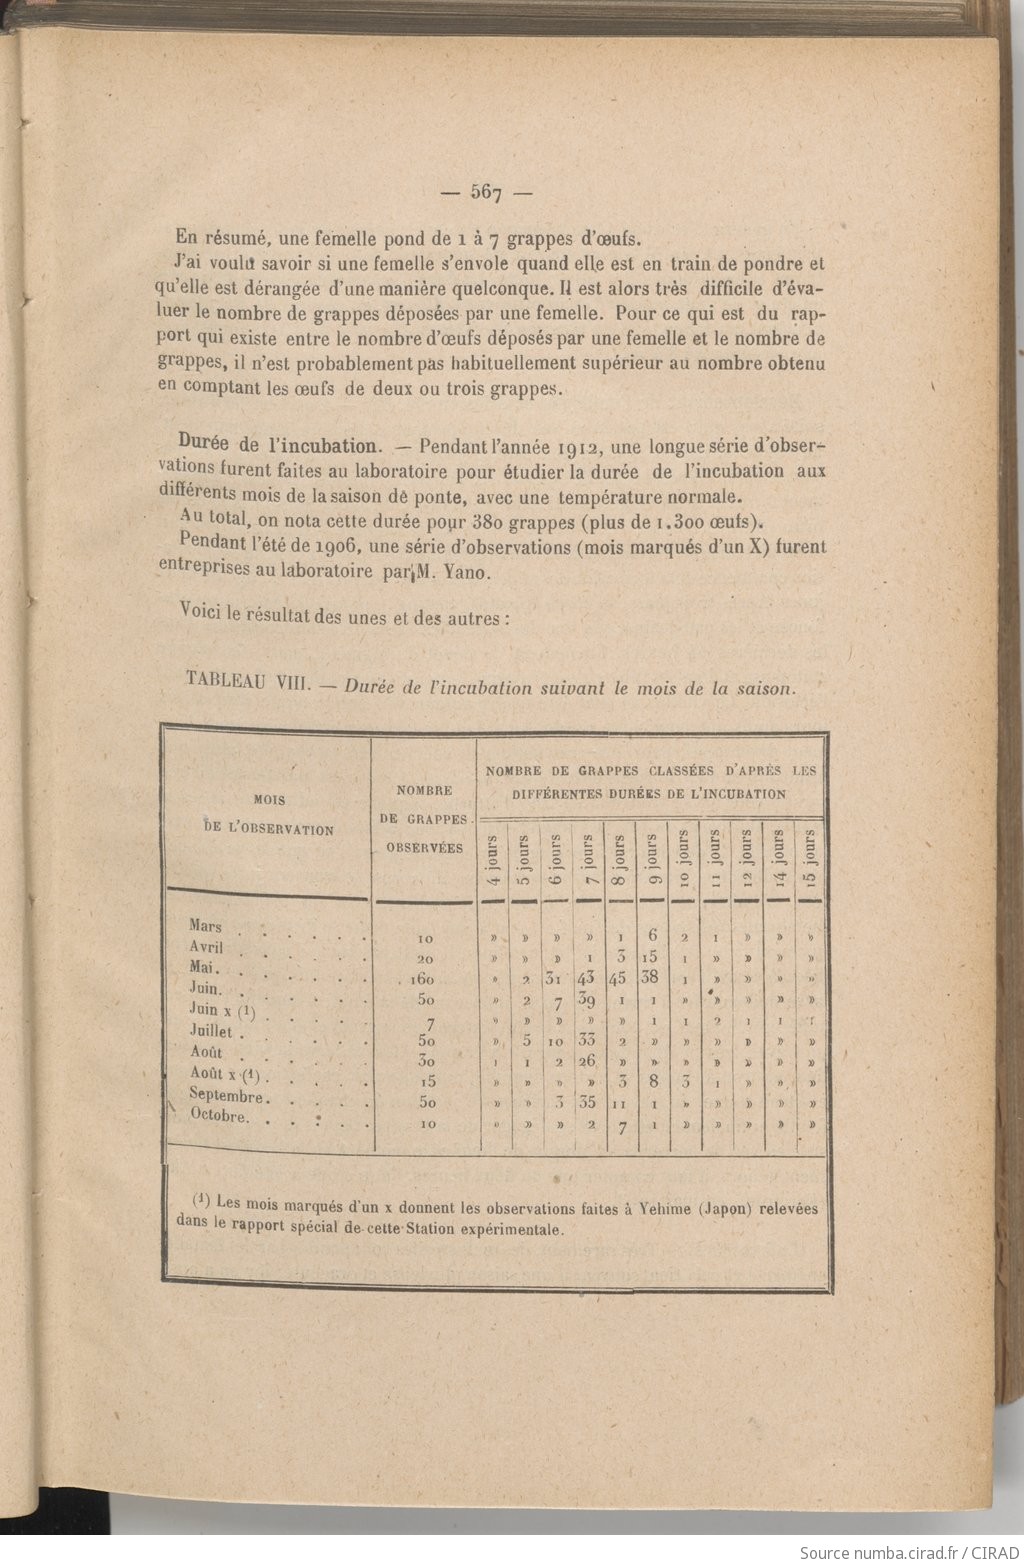 — 567 —
En résumé, une femelle pond de 1 à 7 grappes d'œufs.
J'ai voulu savoir si une femelle s'envole quand elle est en train de pondre et
qu'elle est dérangée d'une manière quelconque. Il est alors très difficile d'éva-
luer le nombre de grappes déposées par une femelle. Pour ce qui est du rap-
port qui existe entre le nombre d'œufs déposés par une femelle et le nombre de
grappes, il n'est probablement pas habituellement supérieur au nombre obtenu
en comptant les œufs de deux ou trois grappes.
Durée de l'incubation. — Pendant l'année 1912, une longue série d'obser-
vations furent faites au laboratoire pour étudier la durée de l'incubation aux
différents mois de la saison de ponte, avec une température normale.
Au total, on nota cette durée pour 380 grappes (plus de 1.300 œufs).
Pendant l'été de 1906, une série d'observations (mois marqués d'un X) furent
entreprises au laboratoire par M. Yano.
Voici le résultat des unes et des autres :
TABLEAU VIII. — Durée de l'incubation suivant le mois de la saison.
MOIS DE L'OBSERVATION | NOMBRE DE GRAPPES OBSERVÉES | NOMBRE DE GRAPPES CLASSÉES D'APRÈS LES DIFFÉRENTES DURÉES DE L'INCUBATION
4 jours | 5 jours | 6 jours | 7 jours | 8 jours | 9 jours | 10 jours | 11 jours | 12 jours | 14 jours | 15 jours
Mars . . . . . . 10 » » » » 1 6 2 1 » » »
Avril . . . . . . 20 » » » 1 3 15 1 » » » »
Mai. . . . . . . 160 » 2 31 43 45 38 1 » » » »
Juin. . . . . . . 50 » 2 7 39 1 1 » » » » »
Juin x (1) . . . . . 7 » » » » » 1 1 2 1 1 1
Juillet . . . . . . 50 » 5 10 33 2 » » » » » »
Août . . . . . . 30 1 1 2 26 » » » » » » »
Août x (1) . . . . . 15 » » » » 3 8 3 1 » » »
Septembre. . . . . 50 » » 3 35 11 1 » » » » »
Octobre. . . . . . 10 » » » 2 7 1 » » » » »
(1) Les mois marqués d'un x donnent les observations faites à Yehime (Japon) relevées
dans le rapport spécial de cette Station expérimentale.
Source numba.cirad.fr / CIRAD